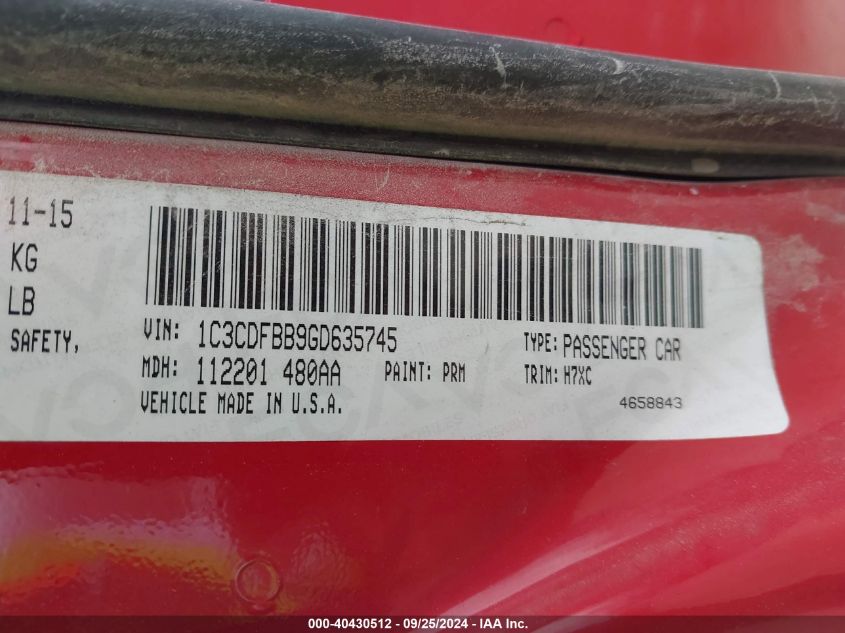 11-15
KG
LB
SAFETY,
VIN: 1C3CDFBB9GD635745 TYPE: PASSENGER CAR
MDH: 112201 480AA PAINT: PRM TRIM: H7XC
VEHICLE MADE IN U.S.A. 4658843
000-40430512 - 09/25/2024 - IAA Inc.